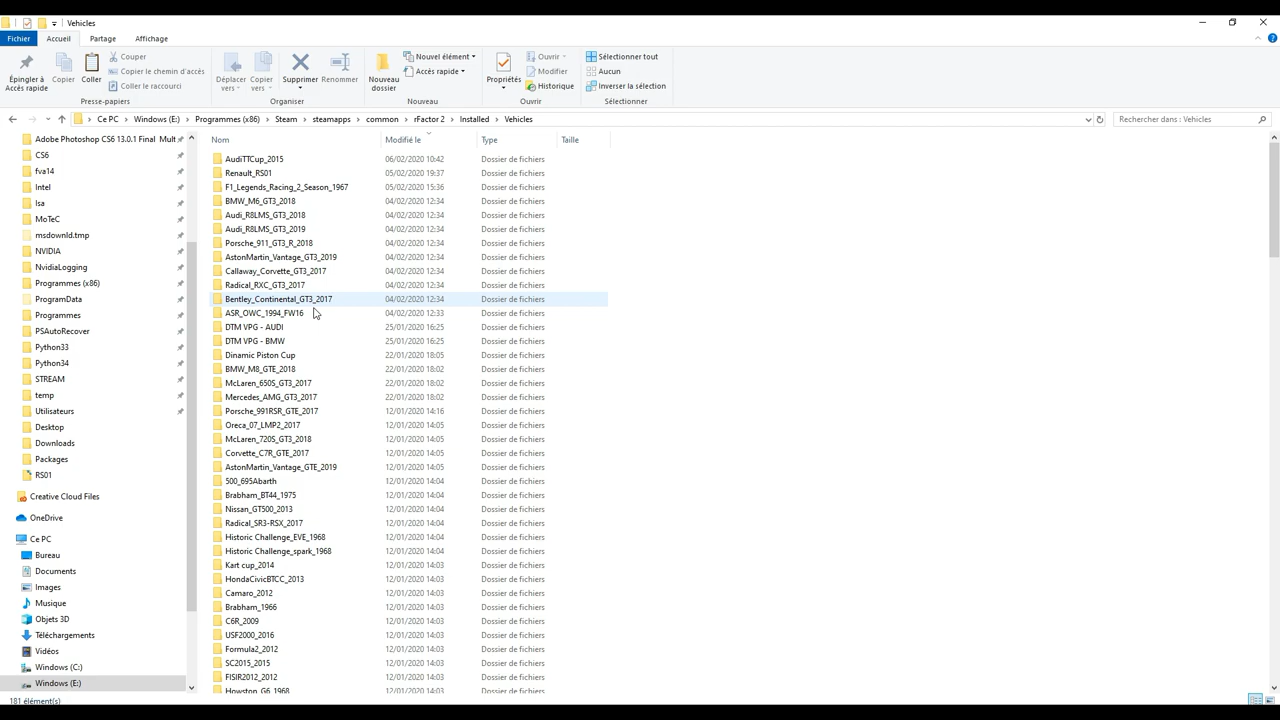 Vehicles
Fichier
Accueil
Partage
Affichage
Épingler à
Accès rapide
Copier
Coller
Couper
Copier le chemin d'accès
Coller le raccourci
Presse-papiers
Déplacer
vers
Copier
vers
Supprimer
Renommer
Organiser
Nouveau
dossier
Nouvel élément
Accès rapide
Nouveau
Propriétés
Ouvrir
Modifier
Historique
Ouvrir
Sélectionner tout
Aucun
Inverser la sélection
Sélectionner
Ce PC > Windows (E:) > Programmes (x86) > Steam > steamapps > common > rFactor 2 > Installed > Vehicles
Rechercher dans : Vehicles
Adobe Photoshop CS6 13.0.1 Final Mult
CS6
fva14
Intel
Isa
MoTeC
msdownld.tmp
NVIDIA
NvidiaLogging
Programmes (x86)
ProgramData
Programmes
PSAutoRecover
Python33
Python34
STREAM
temp
Utilisateurs
Desktop
Downloads
Packages
RS01
Creative Cloud Files
OneDrive
Ce PC
Bureau
Documents
Images
Musique
Objets 3D
Téléchargements
Vidéos
Windows (C:)
Windows (E:)
Nom Modifié le Type Taille
AudiTTCup_2015 06/02/2020 10:42 Dossier de fichiers
Renault_RS01 05/02/2020 19:37 Dossier de fichiers
F1_Legends_Racing_2_Season_1967 05/02/2020 15:36 Dossier de fichiers
BMW_M6_GT3_2018 04/02/2020 12:34 Dossier de fichiers
Audi_R8LMS_GT3_2018 04/02/2020 12:34 Dossier de fichiers
Audi_R8LMS_GT3_2019 04/02/2020 12:34 Dossier de fichiers
Porsche_911_GT3_R_2018 04/02/2020 12:34 Dossier de fichiers
AstonMartin_Vantage_GT3_2019 04/02/2020 12:34 Dossier de fichiers
Callaway_Corvette_GT3_2017 04/02/2020 12:34 Dossier de fichiers
Radical_RXC_GT3_2017 04/02/2020 12:34 Dossier de fichiers
Bentley_Continental_GT3_2017 04/02/2020 12:34 Dossier de fichiers
ASR_OWC_1994_FW16 04/02/2020 12:33 Dossier de fichiers
DTM VPG - AUDI 25/01/2020 16:25 Dossier de fichiers
DTM VPG - BMW 25/01/2020 16:25 Dossier de fichiers
Dinamic Piston Cup 22/01/2020 18:05 Dossier de fichiers
BMW_M8_GTE_2018 22/01/2020 18:02 Dossier de fichiers
McLaren_650S_GT3_2017 22/01/2020 18:02 Dossier de fichiers
Mercedes_AMG_GT3_2017 22/01/2020 18:02 Dossier de fichiers
Porsche_991RSR_GTE_2017 12/01/2020 14:16 Dossier de fichiers
Oreca_07_LMP2_2017 12/01/2020 14:05 Dossier de fichiers
McLaren_720S_GT3_2018 12/01/2020 14:05 Dossier de fichiers
Corvette_C7R_GTE_2017 12/01/2020 14:05 Dossier de fichiers
AstonMartin_Vantage_GTE_2019 12/01/2020 14:05 Dossier de fichiers
500_695Abarth 12/01/2020 14:04 Dossier de fichiers
Brabham_BT44_1975 12/01/2020 14:04 Dossier de fichiers
Nissan_GT500_2013 12/01/2020 14:04 Dossier de fichiers
Radical_SR3-RSX_2017 12/01/2020 14:04 Dossier de fichiers
Historic Challenge_EVE_1968 12/01/2020 14:04 Dossier de fichiers
Historic Challenge_spark_1968 12/01/2020 14:04 Dossier de fichiers
Kart cup_2014 12/01/2020 14:03 Dossier de fichiers
HondaCivicBTCC_2013 12/01/2020 14:03 Dossier de fichiers
Camaro_2012 12/01/2020 14:03 Dossier de fichiers
Brabham_1966 12/01/2020 14:03 Dossier de fichiers
C6R_2009 12/01/2020 14:03 Dossier de fichiers
USF2000_2016 12/01/2020 14:03 Dossier de fichiers
Formula2_2012 12/01/2020 14:03 Dossier de fichiers
SC2015_2015 12/01/2020 14:03 Dossier de fichiers
FISIR2012_2012 12/01/2020 14:03 Dossier de fichiers
Howston_G6_1968 12/01/2020 14:03 Dossier de fichiers
181 élément(s)